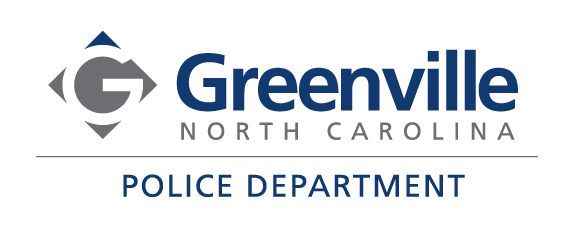 G Greenville
NORTH CAROLINA
POLICE DEPARTMENT